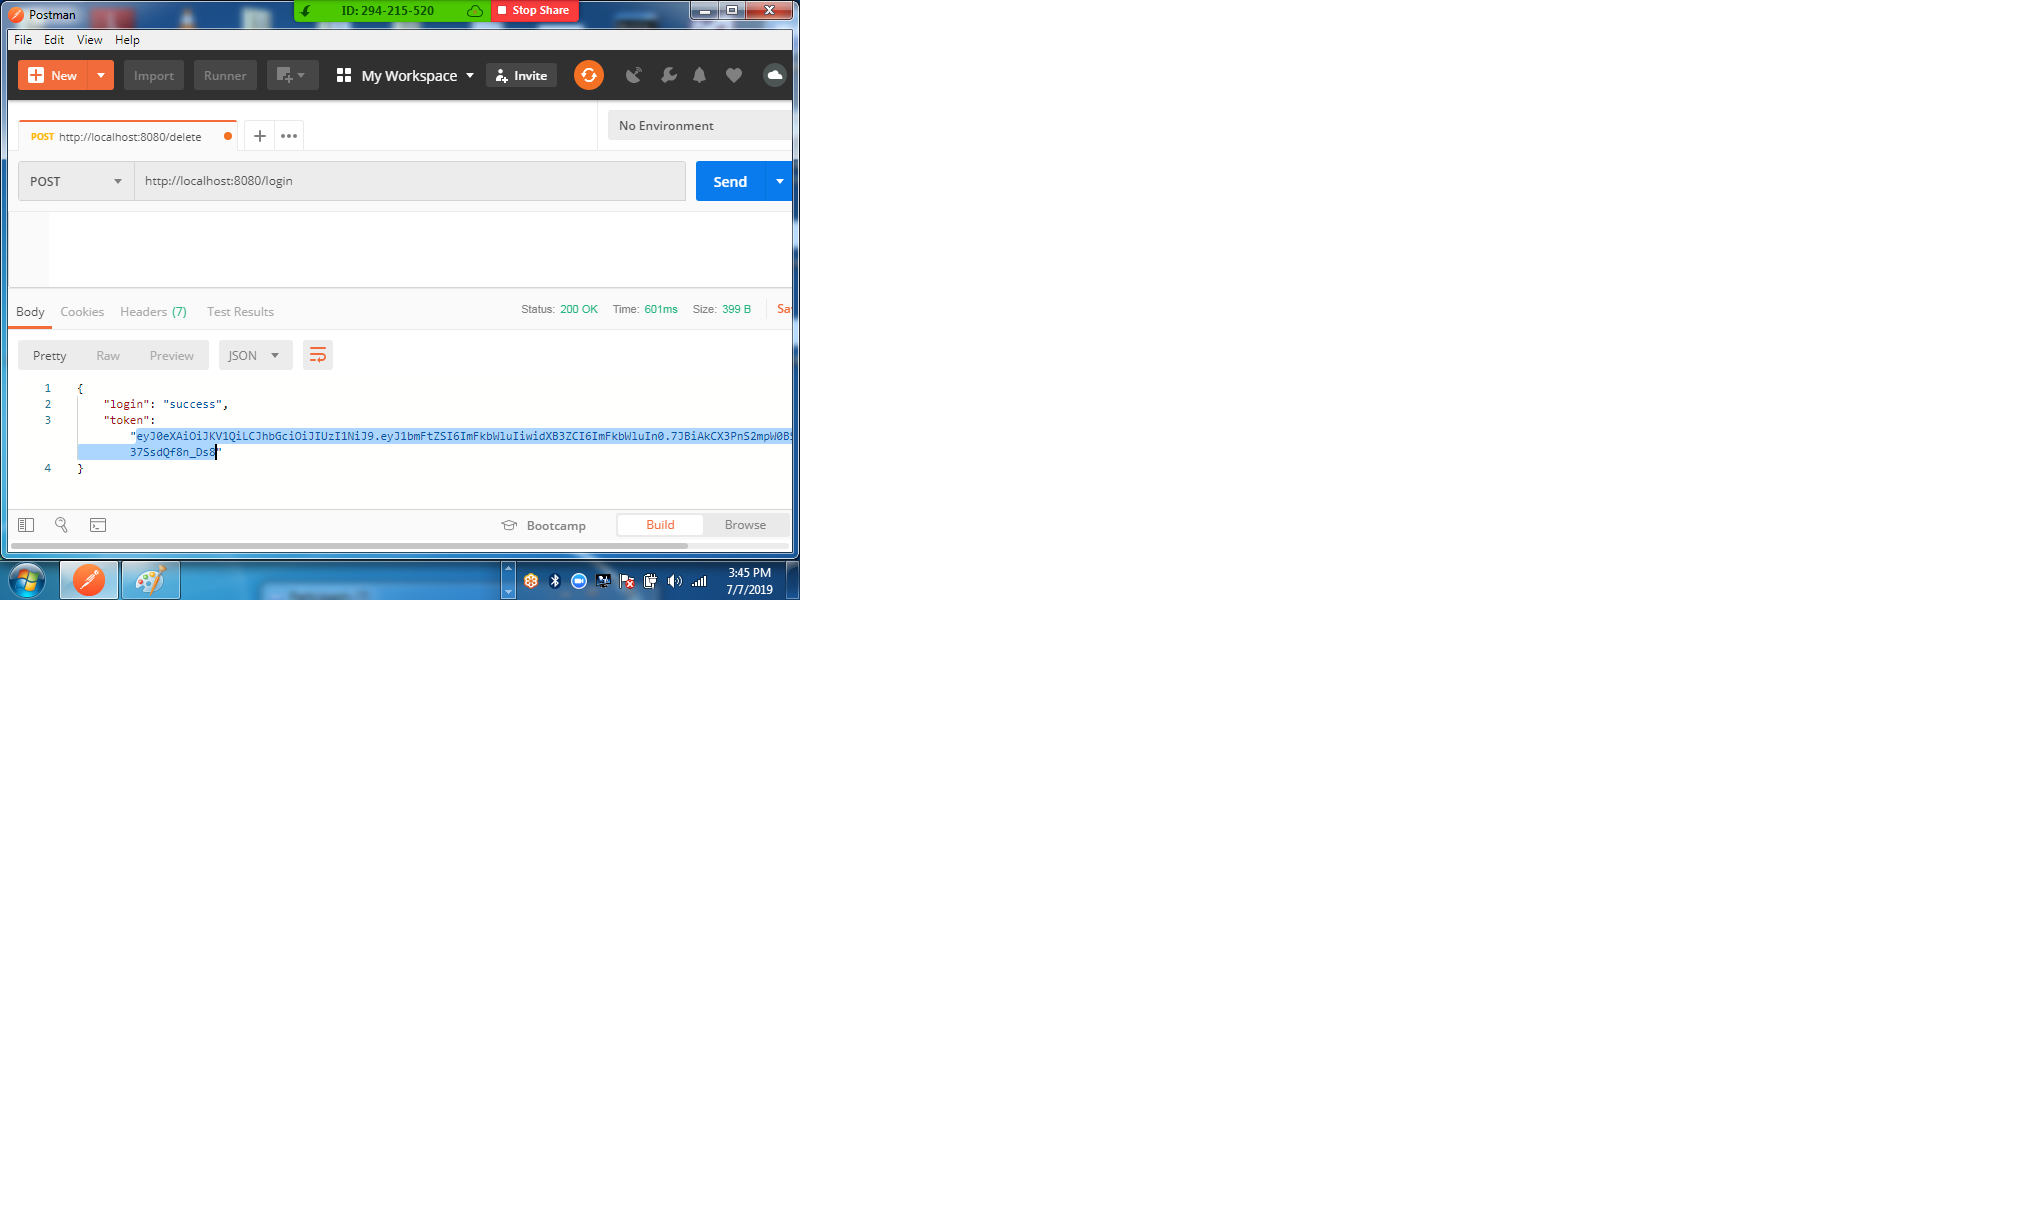 Postman
ID: 294-215-520
Stop Share
File Edit View Help
New
Import
Runner
My Workspace
Invite
POST http://localhost:8080/delete
No Environment
POST
http://localhost:8080/login
Send
Body
Cookies
Headers (7)
Test Results
Status: 200 OK
Time: 601ms
Size: 399 B
Sa
Pretty
Raw
Preview
JSON
1 {
2 "login": "success",
3 "token":
"eyJ0eXAiOiJKV1QiLCJhbGciOiJIUzI1NiJ9.eyJ1bmFtZSI6ImFkbWluIiwidXB3ZCI6ImFkbWluIn0.7JBiAkCX3PnS2mpW0BS
37SsdQf8n_Ds8"
4 }
Bootcamp
Build
Browse
3:45 PM
7/7/2019